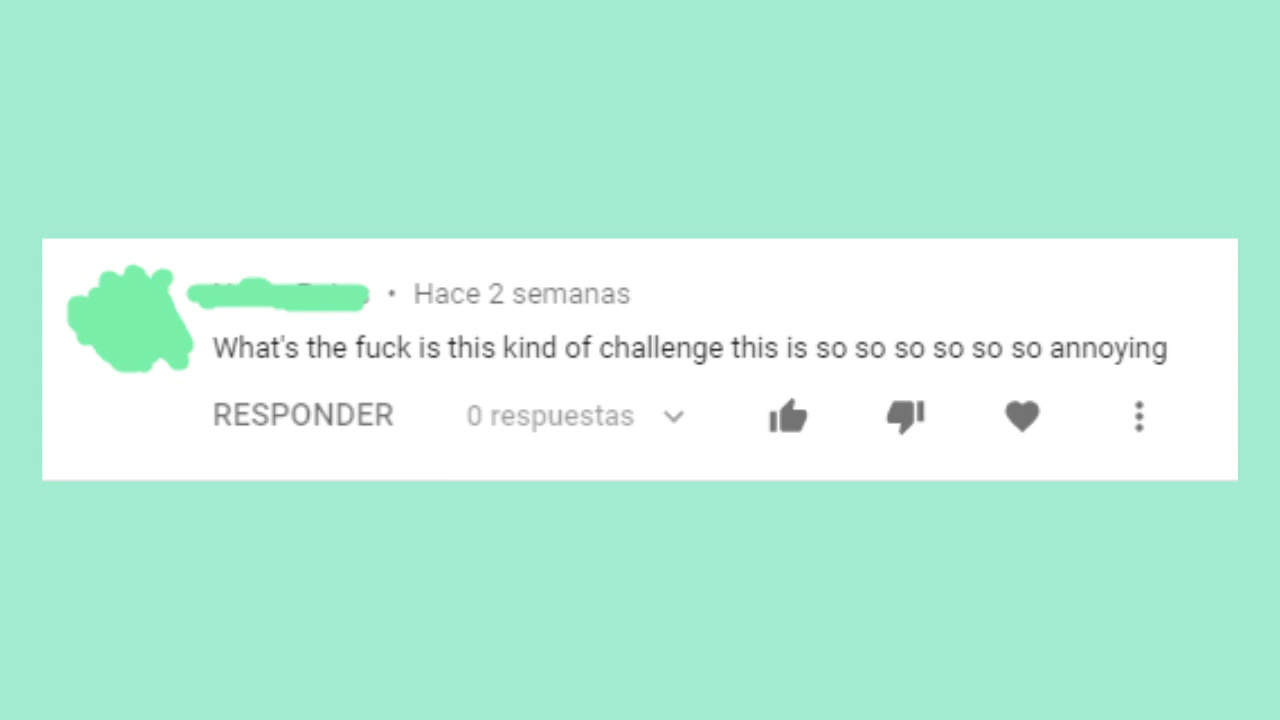 • Hace 2 semanas
What's the fuck is this kind of challenge this is so so so so so so annoying
RESPONDER 0 respuestas